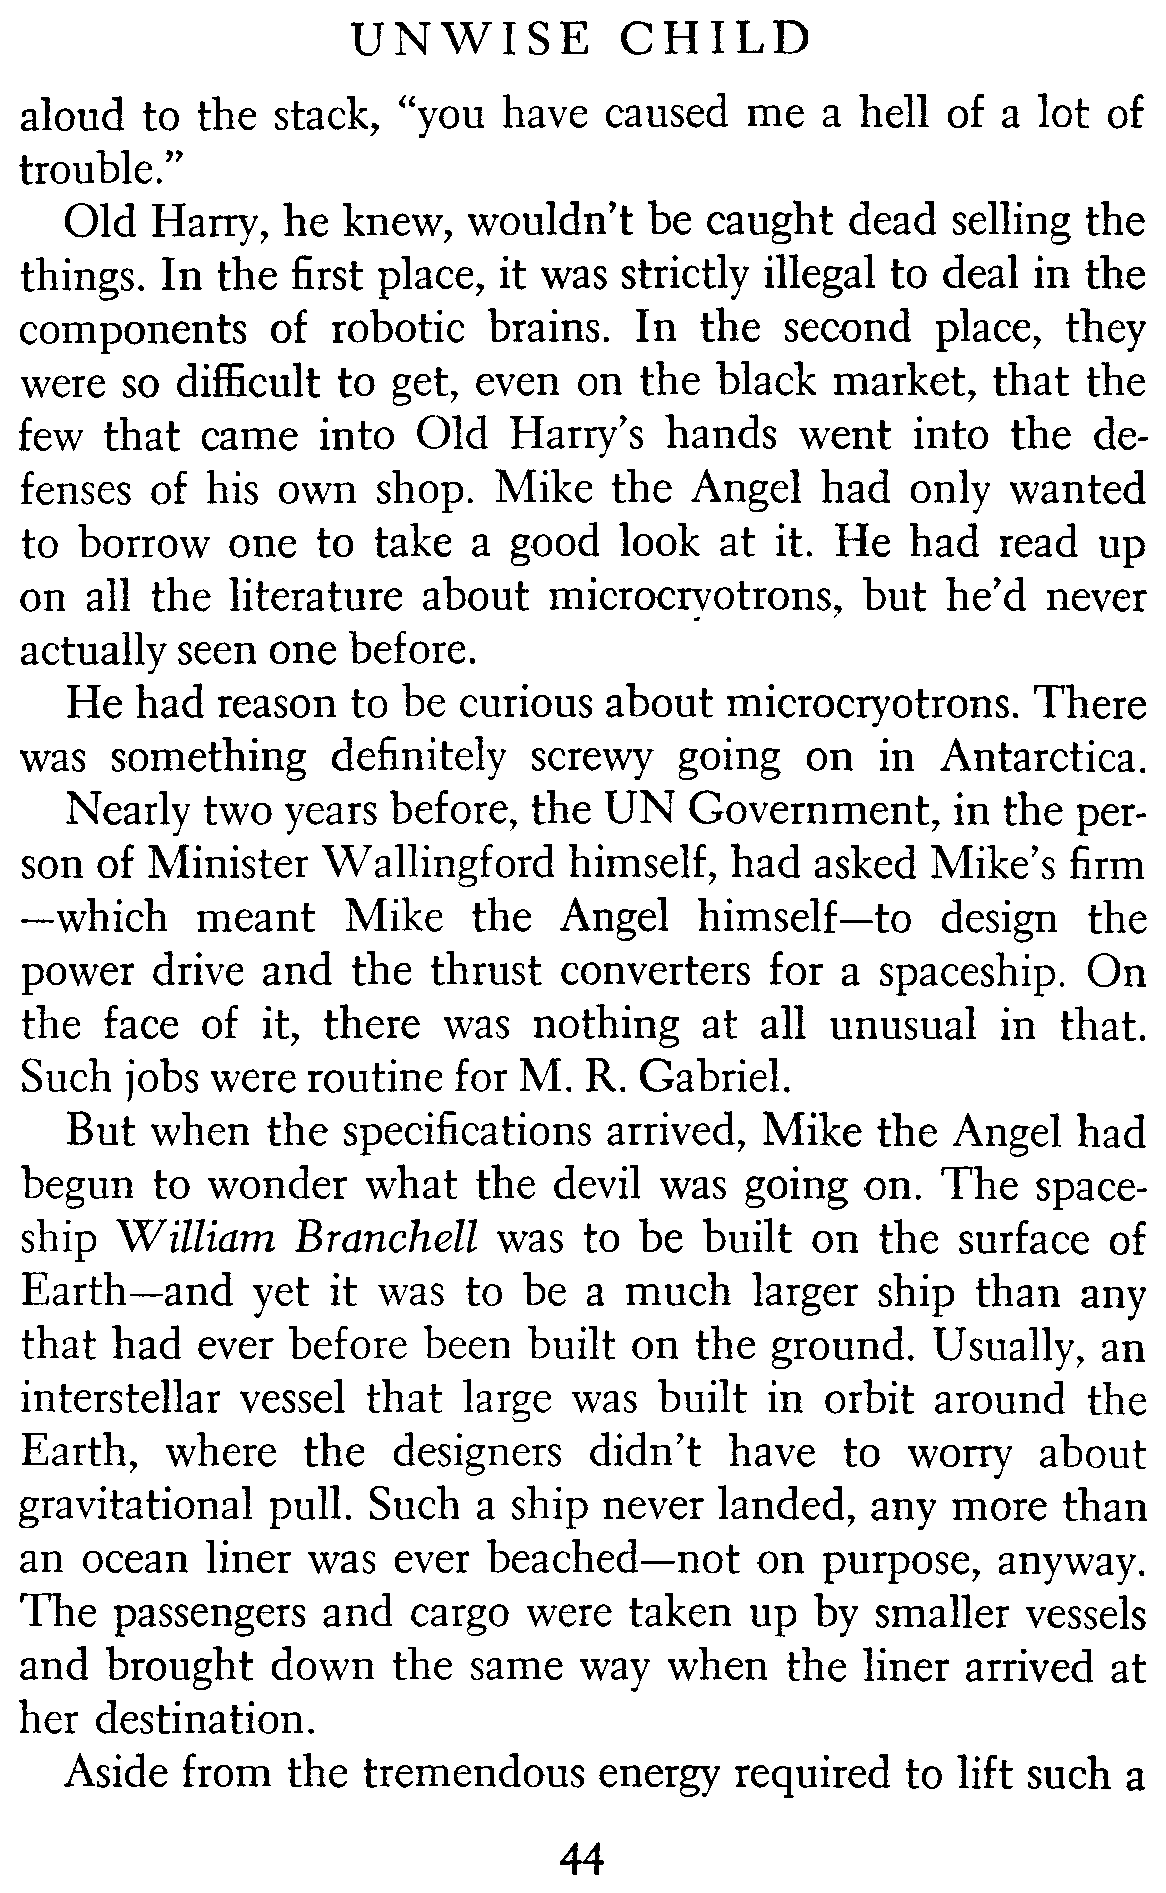 UNWISE CHILD
aloud to the stack, “you have caused me a hell of a lot of
trouble.”
Old Harry, he knew, wouldn’t be caught dead selling the
things. In the first place, it was strictly illegal to deal in the
components of robotic brains. In the second place, they
were so difficult to get, even on the black market, that the
few that came into Old Harry’s hands went into the de-
fenses of his own shop. Mike the Angel had only wanted
to borrow one to take a good look at it. He had read up
on all the literature about microcryotrons, but he’d never
actually seen one before.
He had reason to be curious about microcryotrons. There
was something definitely screwy going on in Antarctica.
Nearly two years before, the UN Government, in the per-
son of Minister Wallingford himself, had asked Mike’s firm
—which meant Mike the Angel himself—to design the
power drive and the thrust converters for a spaceship. On
the face of it, there was nothing at all unusual in that.
Such jobs were routine for M. R. Gabriel.
But when the specifications arrived, Mike the Angel had
begun to wonder what the devil was going on. The space-
ship William Branchell was to be built on the surface of
Earth—and yet it was to be a much larger ship than any
that had ever before been built on the ground. Usually, an
interstellar vessel that large was built in orbit around the
Earth, where the designers didn’t have to worry about
gravitational pull. Such a ship never landed, any more than
an ocean liner was ever beached—not on purpose, anyway.
The passengers and cargo were taken up by smaller vessels
and brought down the same way when the liner arrived at
her destination.
Aside from the tremendous energy required to lift such a
44